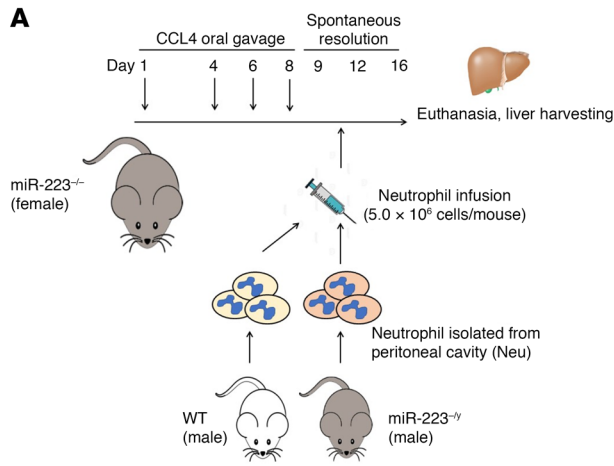 A
CCL4 oral gavage
Spontaneous
resolution
Day 1 4 6 8 9 12 16
Euthanasia, liver harvesting
miR-223–/–
(female)
Neutrophil infusion
(5.0 × 10⁶ cells/mouse)
Neutrophil isolated from
peritoneal cavity (Neu)
WT
(male)
miR-223–/y
(male)